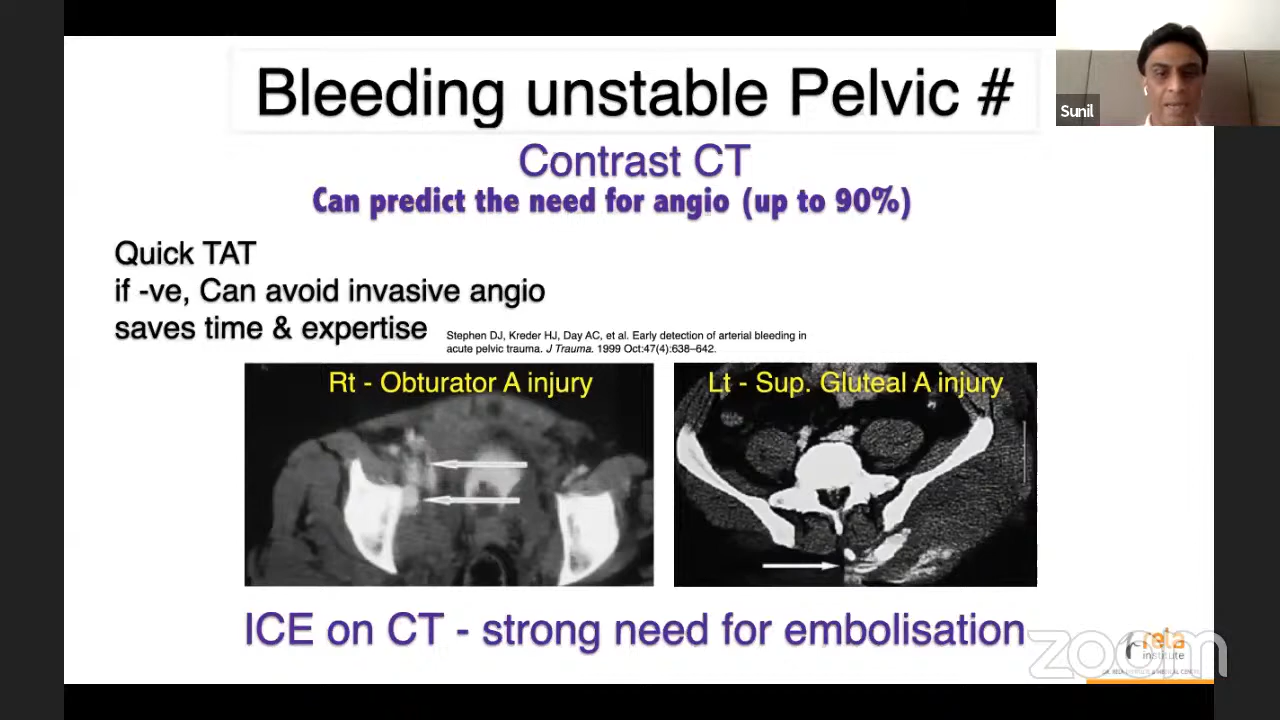 Bleeding unstable Pelvic #
Sunil
Contrast CT
Can predict the need for angio (up to 90%)
Quick TAT
if -ve, Can avoid invasive angio
saves time & expertise
Stephen DJ, Kreder HJ, Day AC, et al. Early detection of arterial bleeding in
acute pelvic trauma. J Trauma. 1999 Oct:47(4):638–642.
Rt - Obturator A injury
Lt - Sup. Gluteal A injury
ICE on CT - strong need for embolisation
zoom
rela
institute